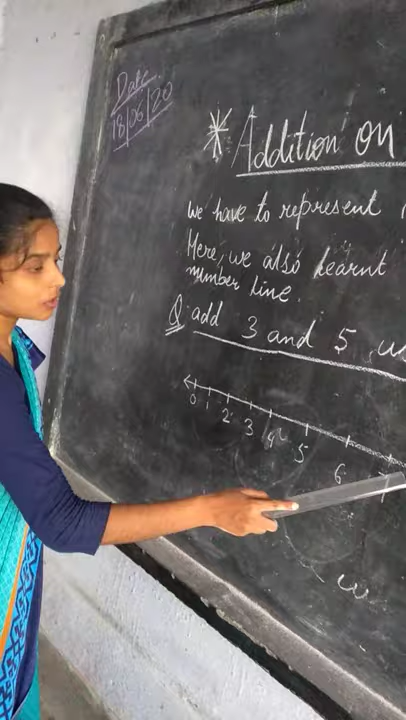 Date
18/06/20
* Addition on
we have to represent
Here, we also learnt
number line.
Q. add 3 and 5
0 1 2 3 4 5 6 7